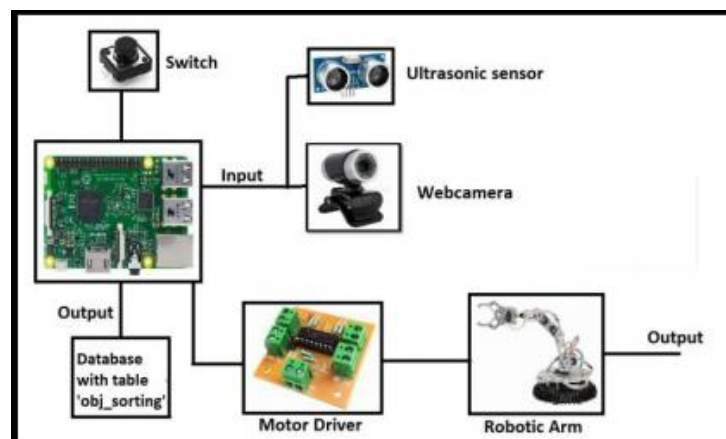 Switch
Ultrasonic sensor
Input
Webcamera
Output
Database
with table
'obj_sorting'
Motor Driver
Robotic Arm
Output